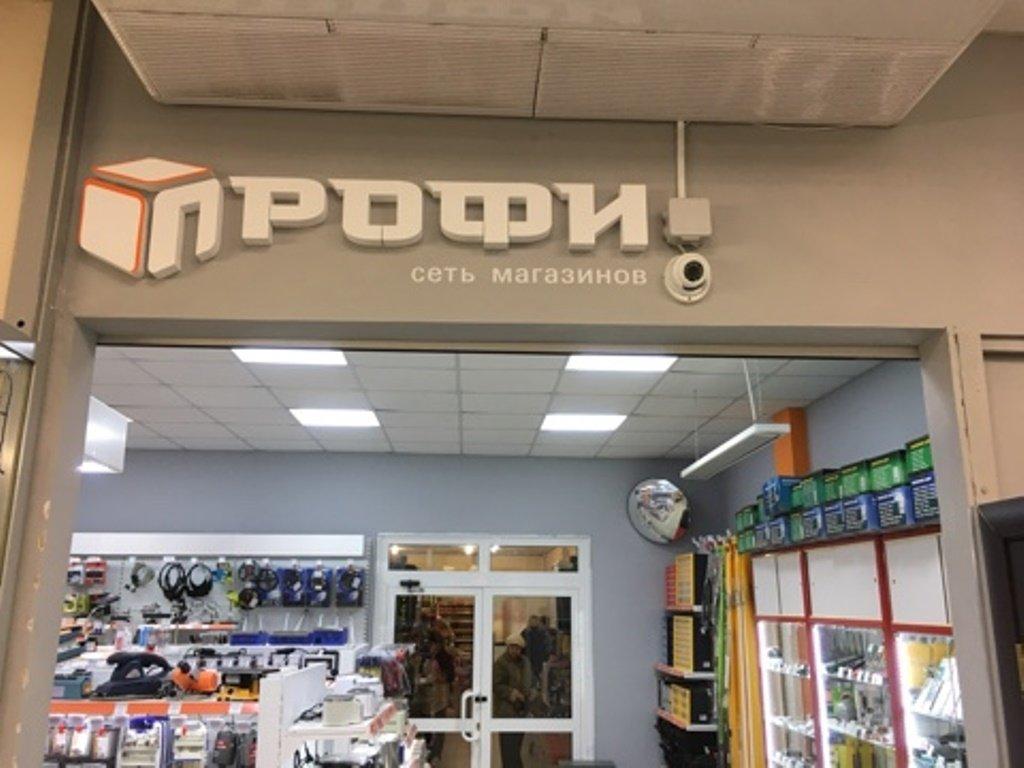 ПРОФИ
сеть магазинов